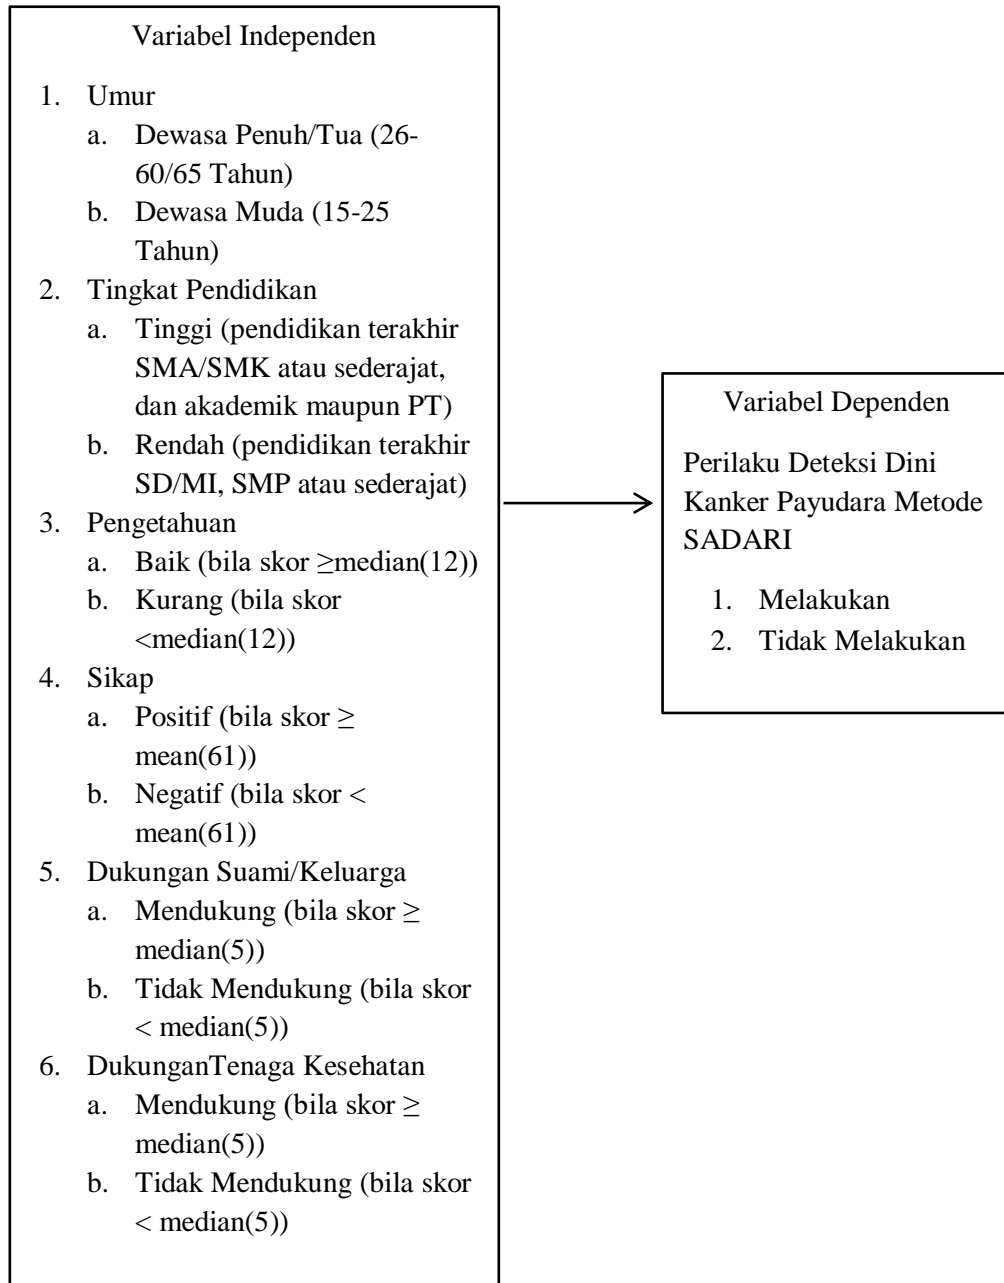 Variabel Independen
1. Umur
a. Dewasa Penuh/Tua (26-
60/65 Tahun)
b. Dewasa Muda (15-25
Tahun)
2. Tingkat Pendidikan
a. Tinggi (pendidikan terakhir
SMA/SMK atau sederajat,
dan akademik maupun PT)
b. Rendah (pendidikan terakhir
SD/MI, SMP atau sederajat)
3. Pengetahuan
a. Baik (bila skor ≥median(12))
b. Kurang (bila skor
<median(12))
4. Sikap
a. Positif (bila skor ≥
mean(61))
b. Negatif (bila skor <
mean(61))
5. Dukungan Suami/Keluarga
a. Mendukung (bila skor ≥
median(5))
b. Tidak Mendukung (bila skor
< median(5))
6. DukunganTenaga Kesehatan
a. Mendukung (bila skor ≥
median(5))
b. Tidak Mendukung (bila skor
< median(5))
Variabel Dependen
Perilaku Deteksi Dini
Kanker Payudara Metode
SADARI
1. Melakukan
2. Tidak Melakukan